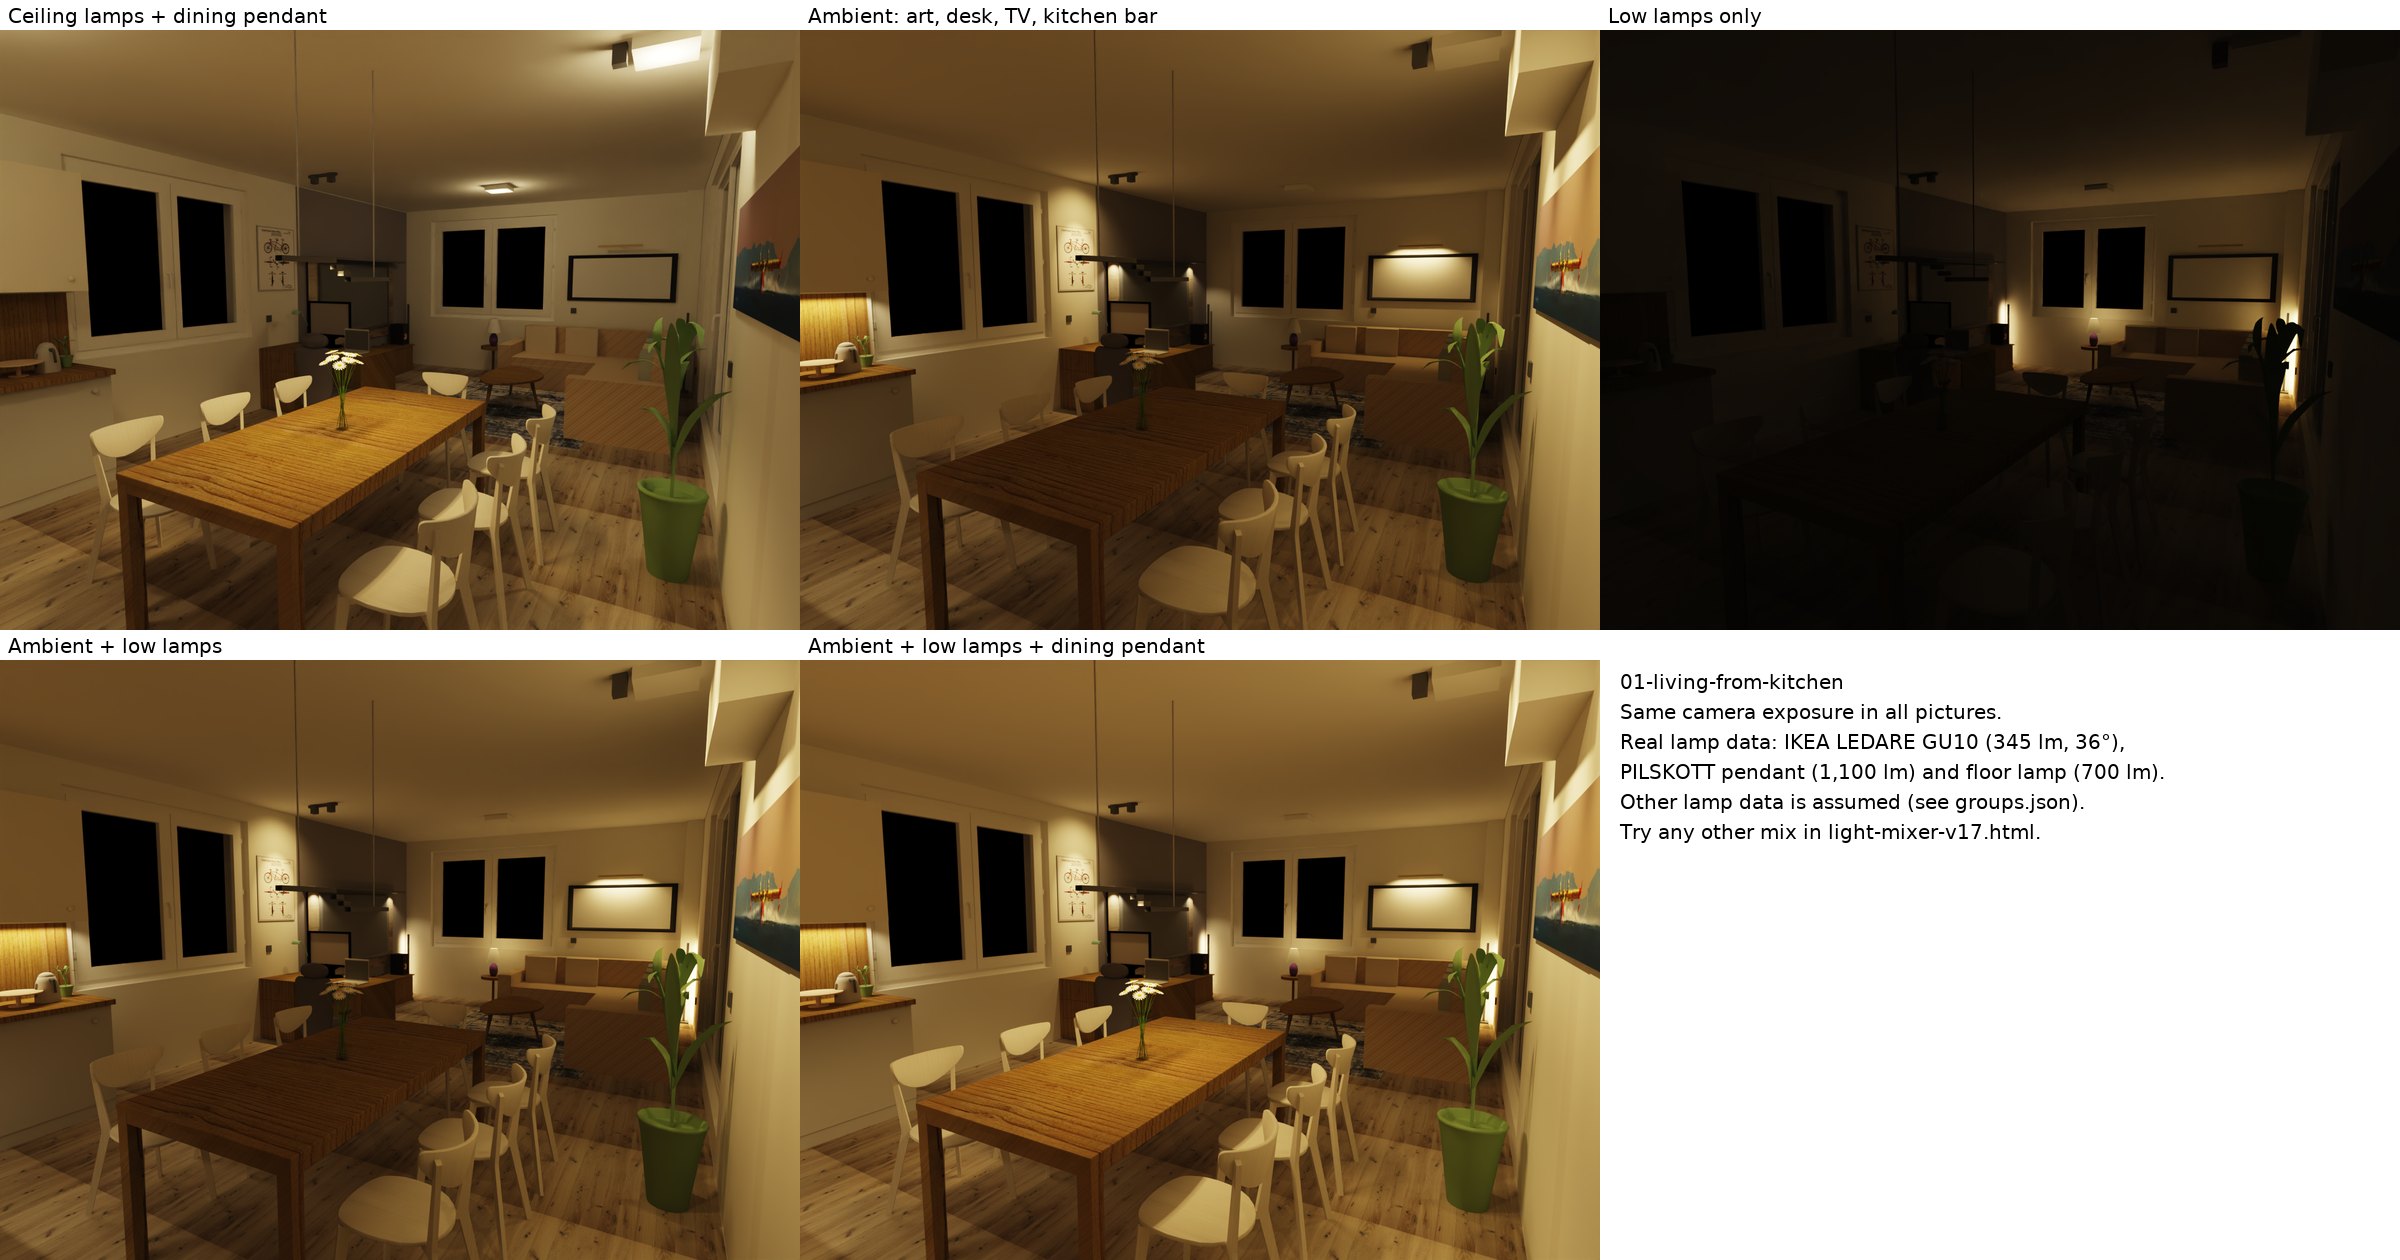 Ceiling lamps + dining pendant
Ambient: art, desk, TV, kitchen bar
Low lamps only
Ambient + low lamps
Ambient + low lamps + dining pendant
01-living-from-kitchen
Same camera exposure in all pictures.
Real lamp data: IKEA LEDARE GU10 (345 lm, 36°),
PILSKOTT pendant (1,100 lm) and floor lamp (700 lm).
Other lamp data is assumed (see groups.json).
Try any other mix in light-mixer-v17.html.